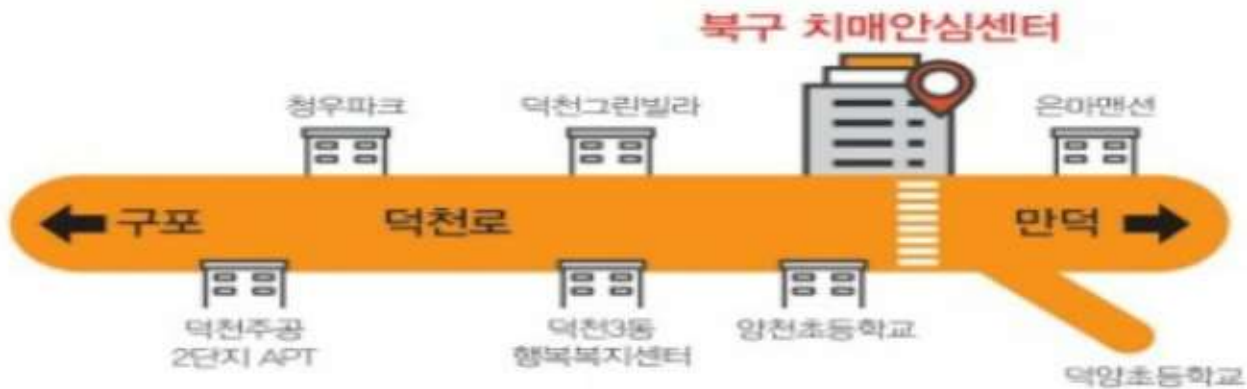 북구 치매안심센터
청우파크
덕천그린빌라
은마맨션
구포
덕천로
만덕
덕천주공
2단지 APT
덕천3동
행복복지센터
양천초등학교
덕양초등학교